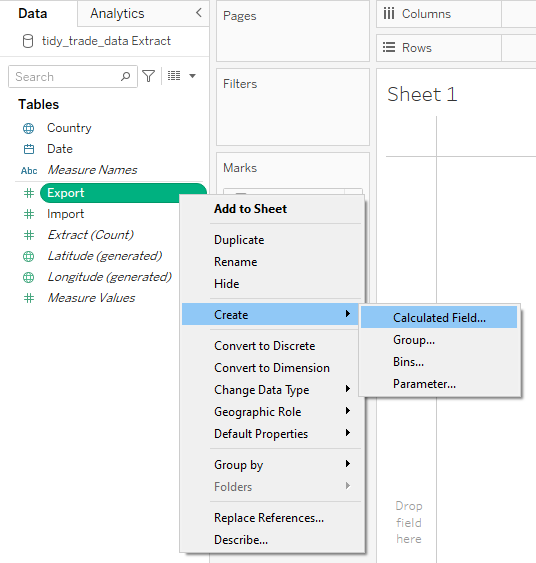 Data
Analytics
tidy_trade_data Extract
Search
Tables
Country
Date
Abc Measure Names
Export
Import
Extract (Count)
Latitude (generated)
Longitude (generated)
Measure Values
Pages
Filters
Marks
Columns
Rows
Sheet 1
Add to Sheet
Duplicate
Rename
Hide
Create
Convert to Discrete
Convert to Dimension
Change Data Type
Geographic Role
Default Properties
Group by
Folders
Replace References...
Describe...
Calculated Field...
Group...
Bins...
Parameter...
Drop
field
here